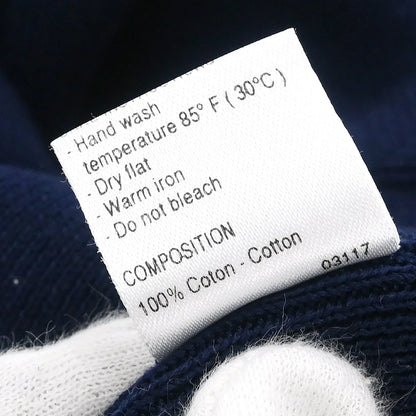 - Hand wash
temperature 85° F ( 30°C )
- Dry flat
- Warm iron
- Do not bleach
COMPOSITION
100% Coton - Cotton
03117